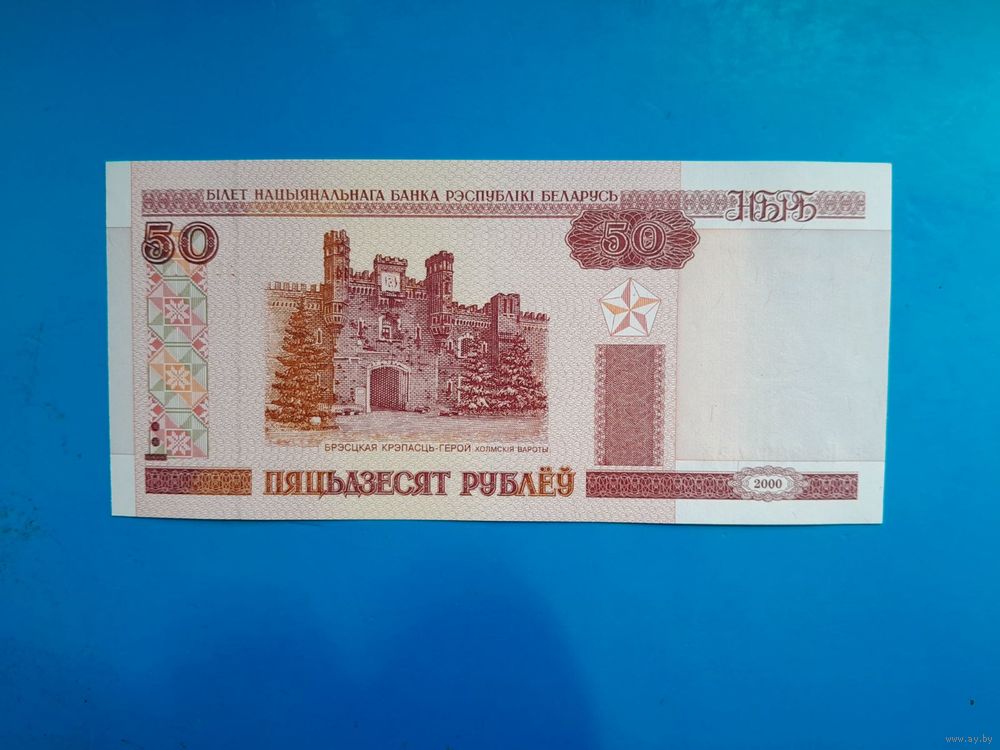 БІЛЕТ НАЦЫЯНАЛЬНАГА БАНКА РЭСПУБЛІКІ БЕЛАРУСЬ
НБРБ
50
50
БРЭСЦКАЯ КРЭПАСЦЬ-ГЕРОЙ ХОЛМСКІЯ ВАРОТЫ
ПЯЦЬДЗЕСЯТ РУБЛЁЎ
2000
www.ay.by